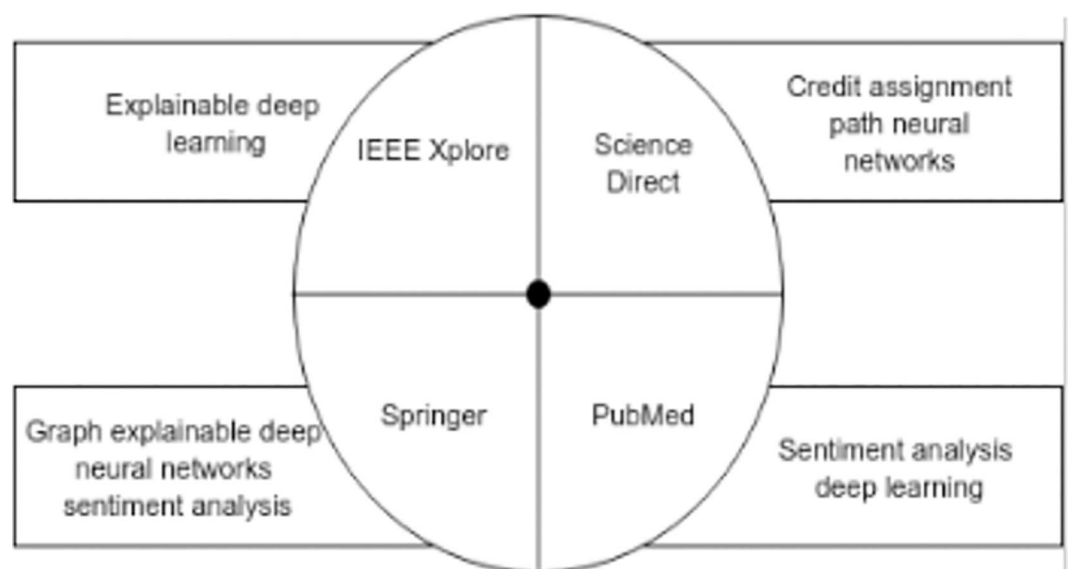 Explainable deep
learning
IEEE Xplore
Science
Direct
Credit assignment
path neural
networks
Graph explainable deep
neural networks
sentiment analysis
Springer
PubMed
Sentiment analysis
deep learning